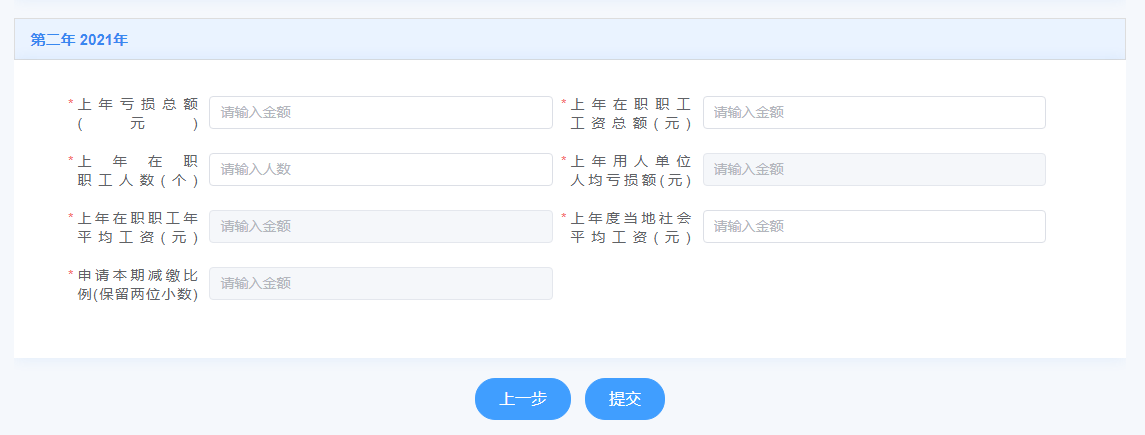 第二年 2021年
*上年亏损总额
(元)
请输入金额
*上年在职职工
工资总额(元)
请输入金额
*上年在职
职工人数(个)
请输入人数
*上年用人单位
人均亏损额(元)
请输入金额
*上年在职职工年
平均工资(元)
请输入金额
*上年度当地社会
平均工资(元)
请输入金额
*申请本期减缴比
例(保留两位小数)
请输入金额
上一步
提交